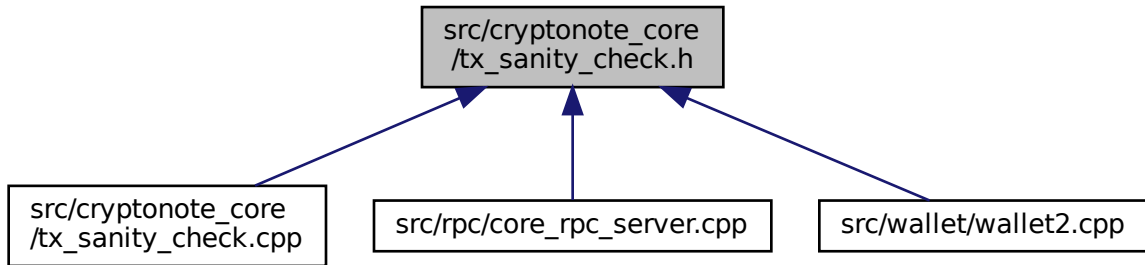 src/cryptonote_core
/tx_sanity_check.h
src/cryptonote_core
/tx_sanity_check.cpp
src/rpc/core_rpc_server.cpp
src/wallet/wallet2.cpp